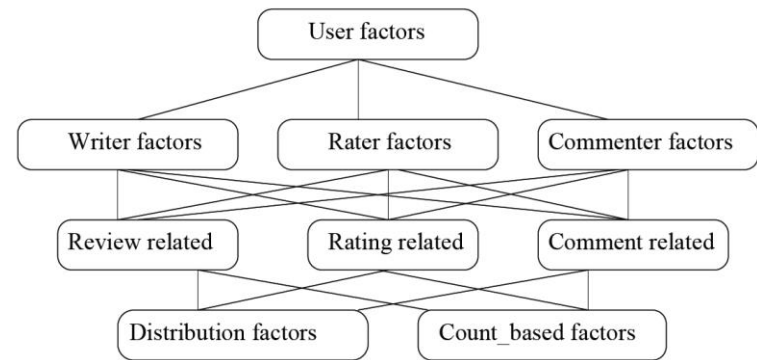 User factors
Writer factors
Rater factors
Commenter factors
Review related
Rating related
Comment related
Distribution factors
Count_based factors